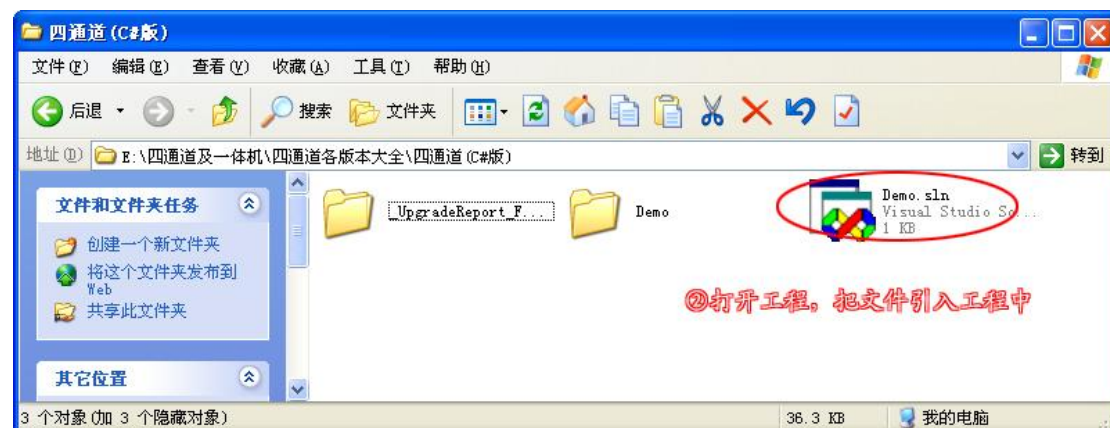 四通道(C#版)
文件(F) 编辑(E) 查看(V) 收藏(A) 工具(T) 帮助(H)
后退 搜索 文件夹
地址(D) E:\四通道及一体机\四通道各版本大全\四通道(C#版) 转到
文件和文件夹任务
创建一个新文件夹
将这个文件夹发布到
Web
共享此文件夹
其它位置
_UpgradeReport_F...
Demo
Demo.sln
Visual Studio So...
1 KB
②打开工程，把文件引入工程中
3 个对象(加 3 个隐藏对象) 36.3 KB 我的电脑